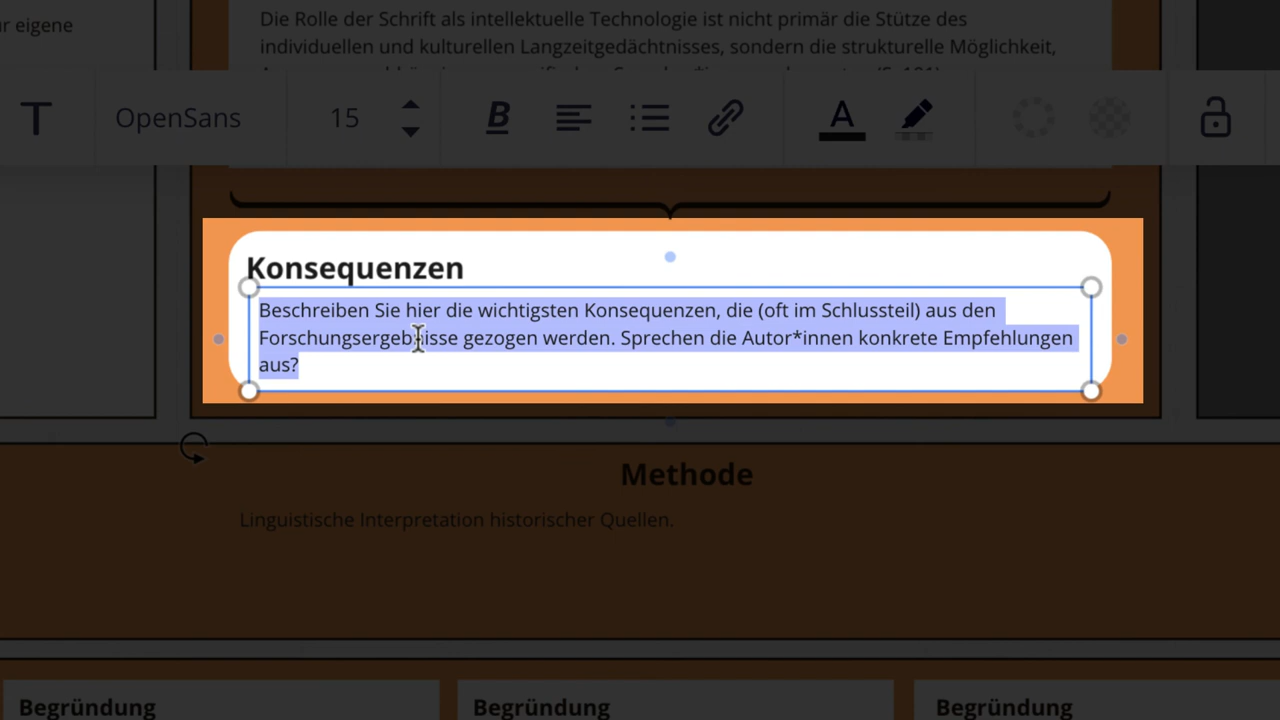 r eigene
Die Rolle der Schrift als intellektuelle Technologie ist nicht primär die Stütze des
individuellen und kulturellen Langzeitgedächtnisses, sondern die strukturelle Möglichkeit,
T OpenSans 15 B A
Konsequenzen
Beschreiben Sie hier die wichtigsten Konsequenzen, die (oft im Schlussteil) aus den
Forschungsergebnisse gezogen werden. Sprechen die Autor*innen konkrete Empfehlungen
aus?
Methode
Linguistische Interpretation historischer Quellen.
Begründung Begründung Begründung